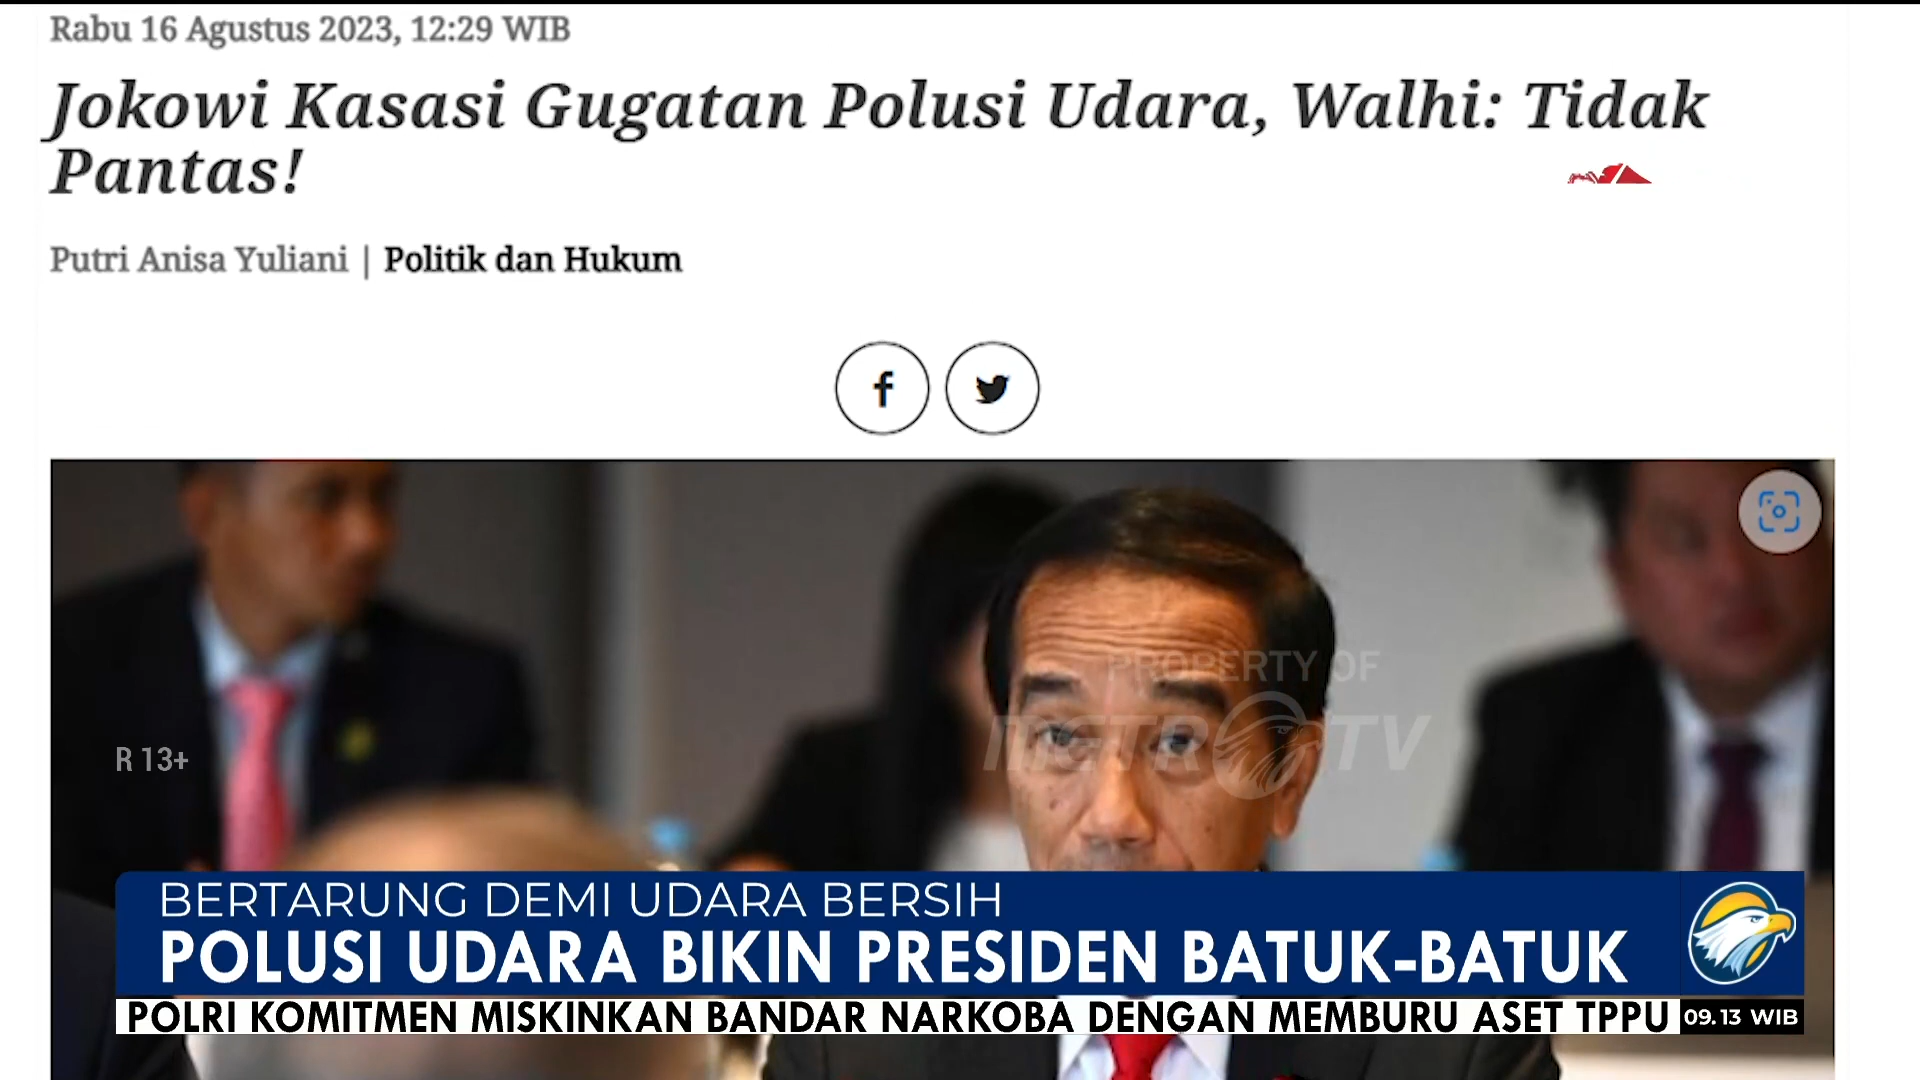 Rabu 16 Agustus 2023, 12:29 WIB
Jokowi Kasasi Gugatan Polusi Udara, Walhi: Tidak
Pantas!
Putri Anisa Yuliani | Politik dan Hukum
f
PROPERTY OF
METRO TV
R 13+
BERTARUNG DEMI UDARA BERSIH
POLUSI UDARA BIKIN PRESIDEN BATUK-BATUK
POLRI KOMITMEN MISKINKAN BANDAR NARKOBA DENGAN MEMBURU ASET TPPU
09.13 WIB